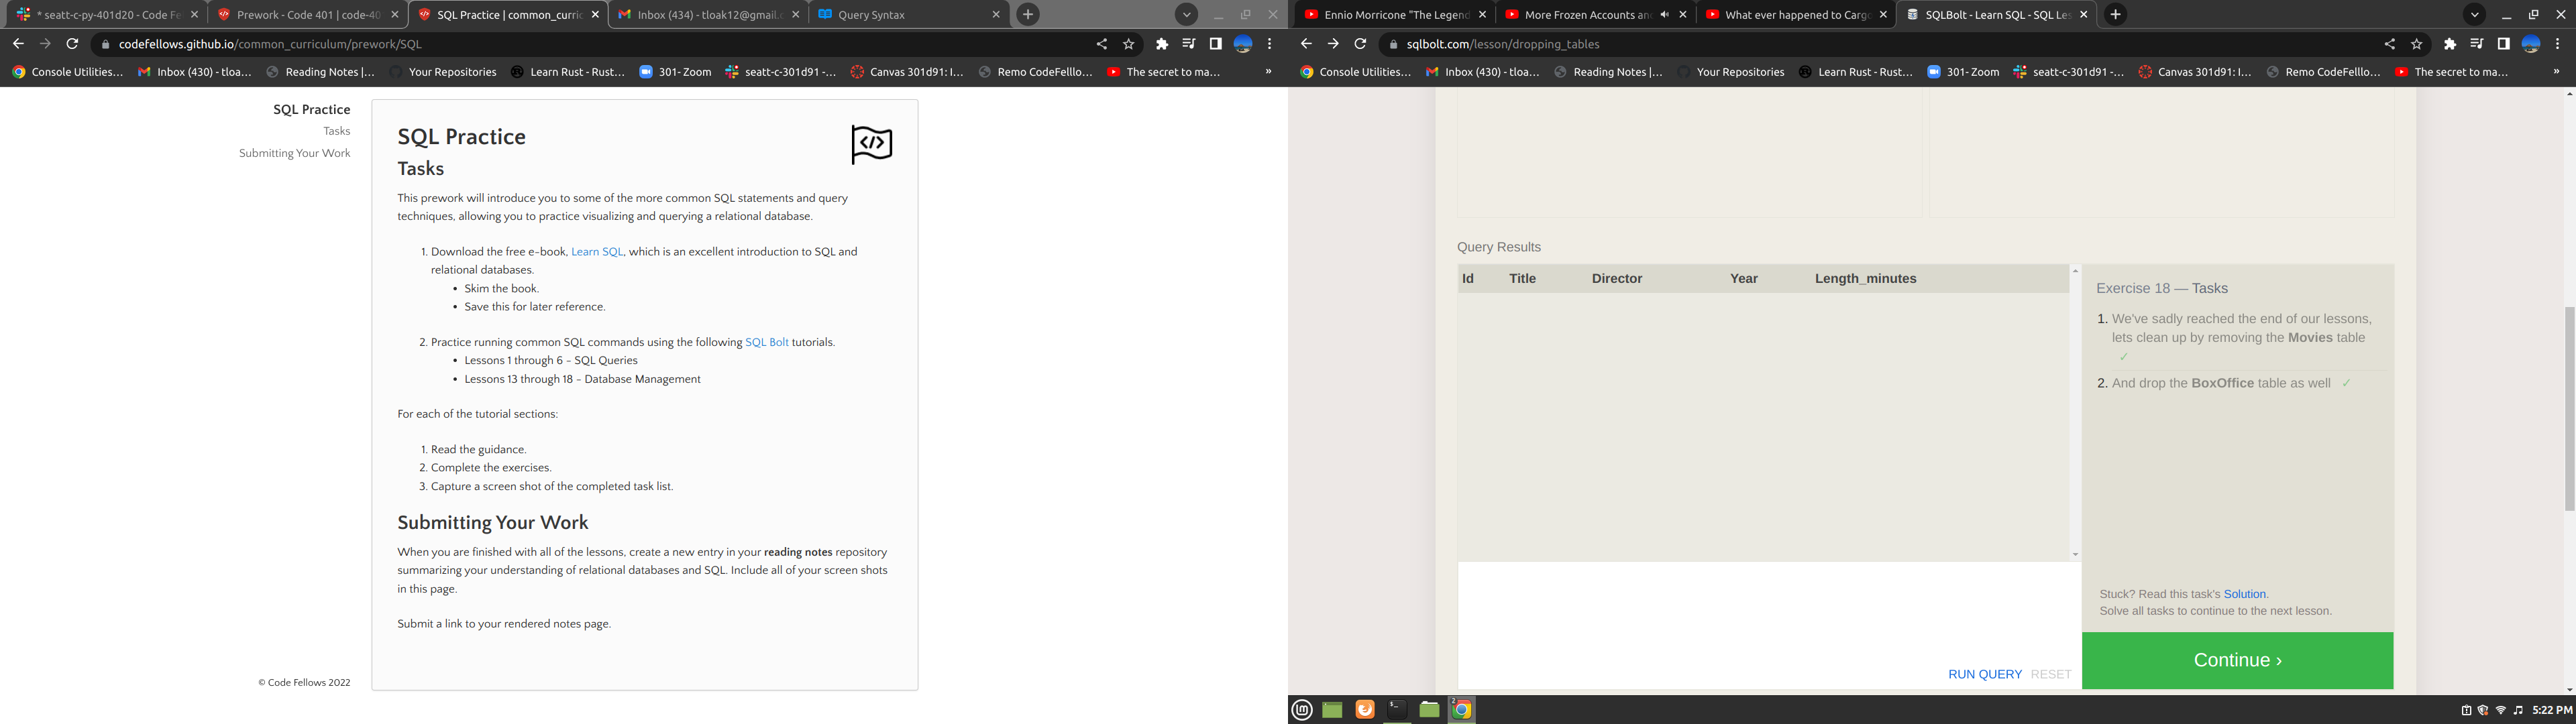 * seatt-c-py-401d20 - Code Fe
Prework - Code 401 | code-40
SQL Practice | common_curric
Inbox (434) - tloak12@gmail.c
Query Syntax
codefellows.github.io/common_curriculum/prework/SQL
Console Utilities…
Inbox (430) - tloa…
Reading Notes |…
Your Repositories
Learn Rust - Rust…
301- Zoom
seatt-c-301d91 -…
Canvas 301d91: I…
Remo CodeFelllo…
The secret to ma…
»
SQL Practice
Tasks
Submitting Your Work
© Code Fellows 2022
SQL Practice
Tasks
This prework will introduce you to some of the more common SQL statements and query
techniques, allowing you to practice visualizing and querying a relational database.
1. Download the free e-book, Learn SQL, which is an excellent introduction to SQL and
relational databases.
• Skim the book.
• Save this for later reference.
2. Practice running common SQL commands using the following SQL Bolt tutorials.
• Lessons 1 through 6 - SQL Queries
• Lessons 13 through 18 - Database Management
For each of the tutorial sections:
1. Read the guidance.
2. Complete the exercises.
3. Capture a screen shot of the completed task list.
Submitting Your Work
When you are finished with all of the lessons, create a new entry in your reading notes repository
summarizing your understanding of relational databases and SQL. Include all of your screen shots
in this page.
Submit a link to your rendered notes page.
Ennio Morricone "The Legend
More Frozen Accounts an
What ever happened to Cargo
SQLBolt - Learn SQL - SQL Les
sqlbolt.com/lesson/dropping_tables
Console Utilities…
Inbox (430) - tloa…
Reading Notes |…
Your Repositories
Learn Rust - Rust…
301- Zoom
seatt-c-301d91 -…
Canvas 301d91: I…
Remo CodeFelllo…
The secret to ma…
»
Query Results
Id Title Director Year Length_minutes
Exercise 18 — Tasks
1. We've sadly reached the end of our lessons,
lets clean up by removing the Movies table
✓
2. And drop the BoxOffice table as well ✓
Stuck? Read this task's Solution.
Solve all tasks to continue to the next lesson.
RUN QUERY RESET
Continue ›
2
5:22 PM